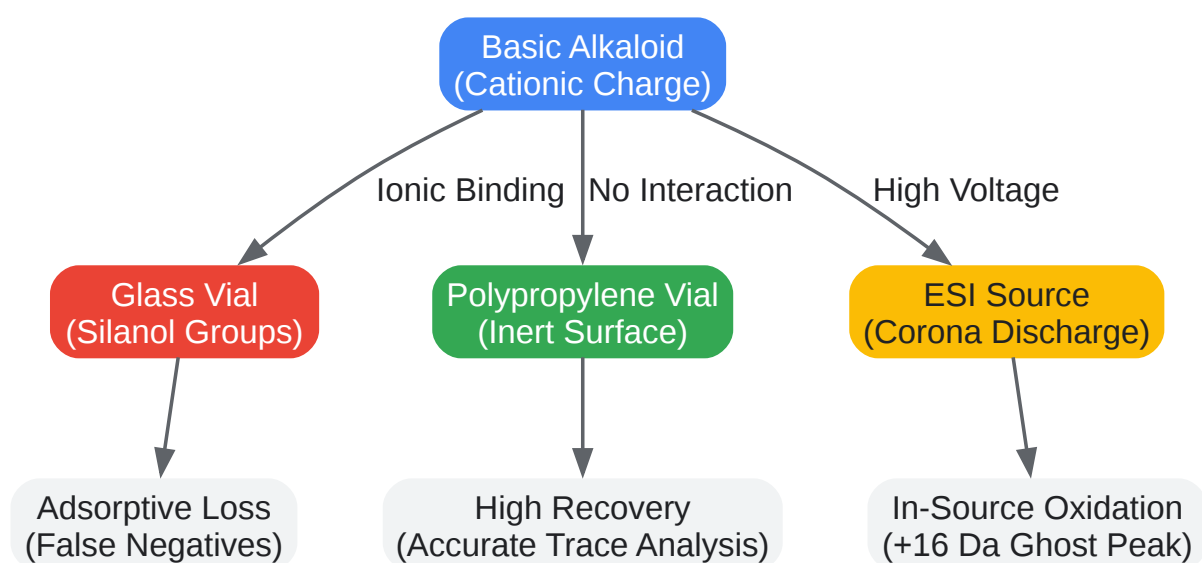 Basic Alkaloid
(Cationic Charge)
Ionic Binding
No Interaction
High Voltage
Glass Vial
(Silanol Groups)
Polypropylene Vial
(Inert Surface)
ESI Source
(Corona Discharge)
Adsorptive Loss
(False Negatives)
High Recovery
(Accurate Trace Analysis)
In-Source Oxidation
(+16 Da Ghost Peak)